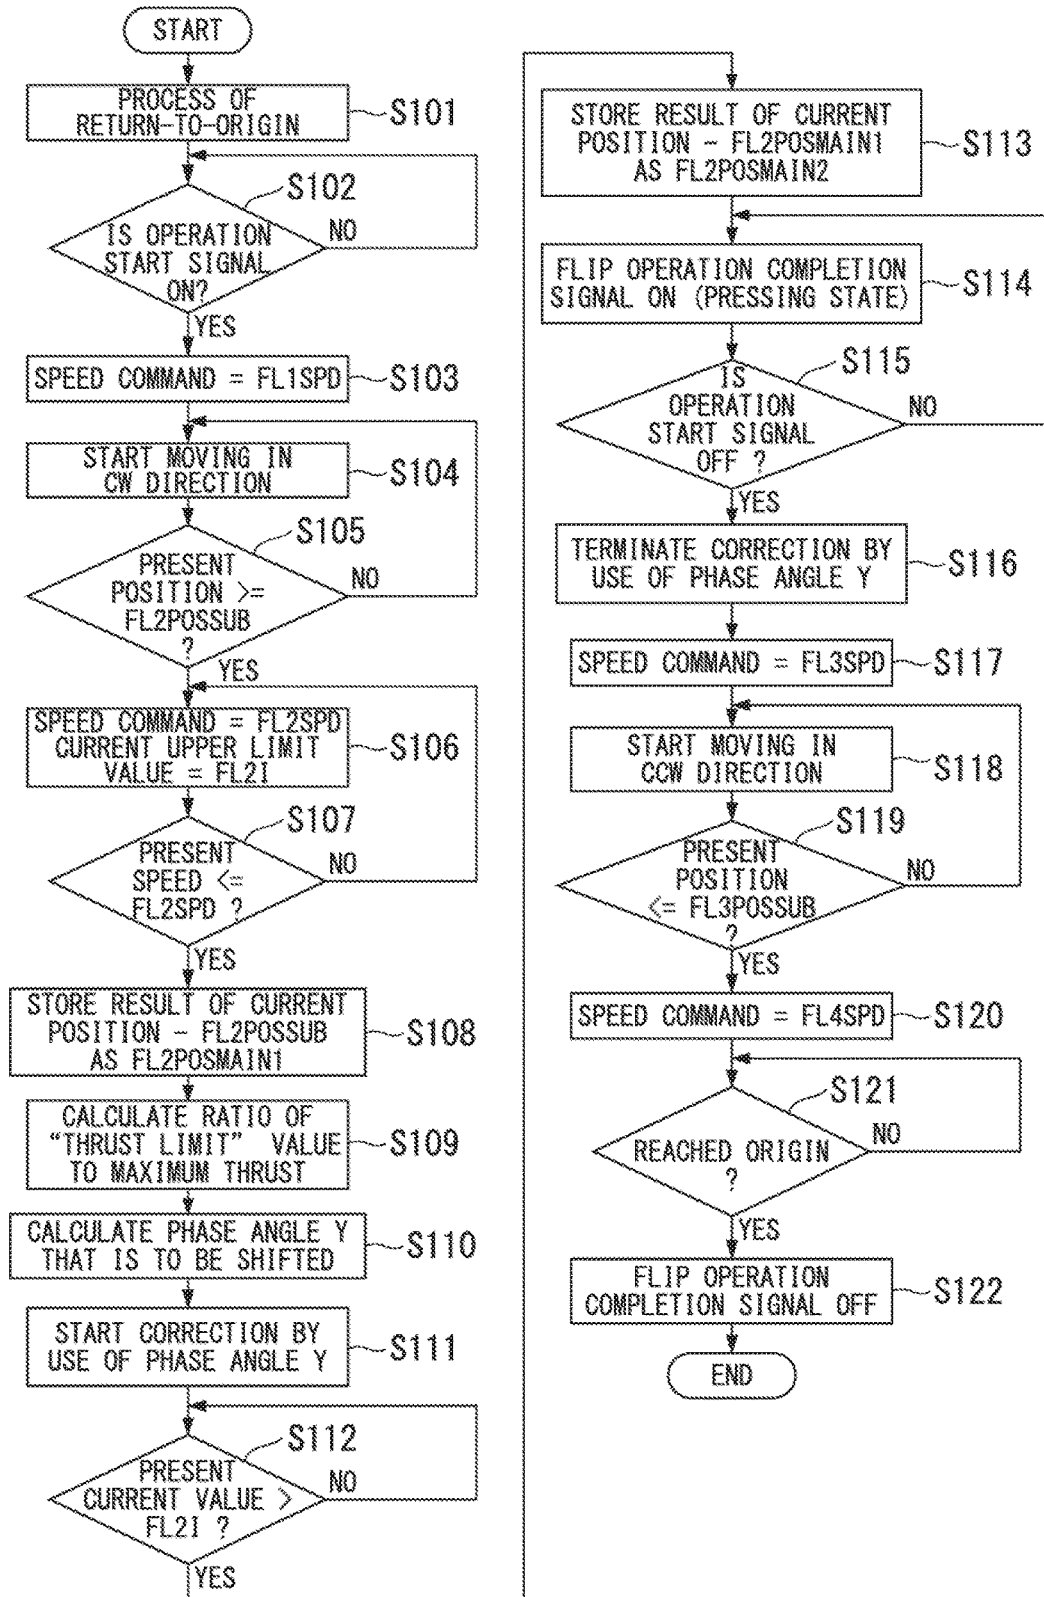 START
PROCESS OF
RETURN-TO-ORIGIN
S101
S102
IS OPERATION
START SIGNAL
ON?
NO
YES
SPEED COMMAND = FL1SPD
S103
START MOVING IN
CW DIRECTION
S104
S105
PRESENT
POSITION >=
FL2POSSUB
?
NO
YES
SPEED COMMAND = FL2SPD
CURRENT UPPER LIMIT
VALUE = FL2I
S106
S107
PRESENT
SPEED <=
FL2SPD ?
NO
YES
STORE RESULT OF CURRENT
POSITION - FL2POSSUB
AS FL2POSMAIN1
S108
CALCULATE RATIO OF
“THRUST LIMIT” VALUE
TO MAXIMUM THRUST
S109
CALCULATE PHASE ANGLE Y
THAT IS TO BE SHIFTED
S110
START CORRECTION BY
USE OF PHASE ANGLE Y
S111
S112
PRESENT
CURRENT VALUE >
FL2I ?
NO
YES
STORE RESULT OF CURRENT
POSITION - FL2POSMAIN1
AS FL2POSMAIN2
S113
FLIP OPERATION COMPLETION
SIGNAL ON (PRESSING STATE)
S114
S115
IS
OPERATION
START SIGNAL
OFF ?
NO
YES
TERMINATE CORRECTION BY
USE OF PHASE ANGLE Y
S116
SPEED COMMAND = FL3SPD
S117
START MOVING IN
CCW DIRECTION
S118
S119
PRESENT
POSITION
<= FL3POSSUB
?
NO
YES
SPEED COMMAND = FL4SPD
S120
S121
REACHED ORIGIN
?
NO
YES
FLIP OPERATION
COMPLETION SIGNAL OFF
S122
END